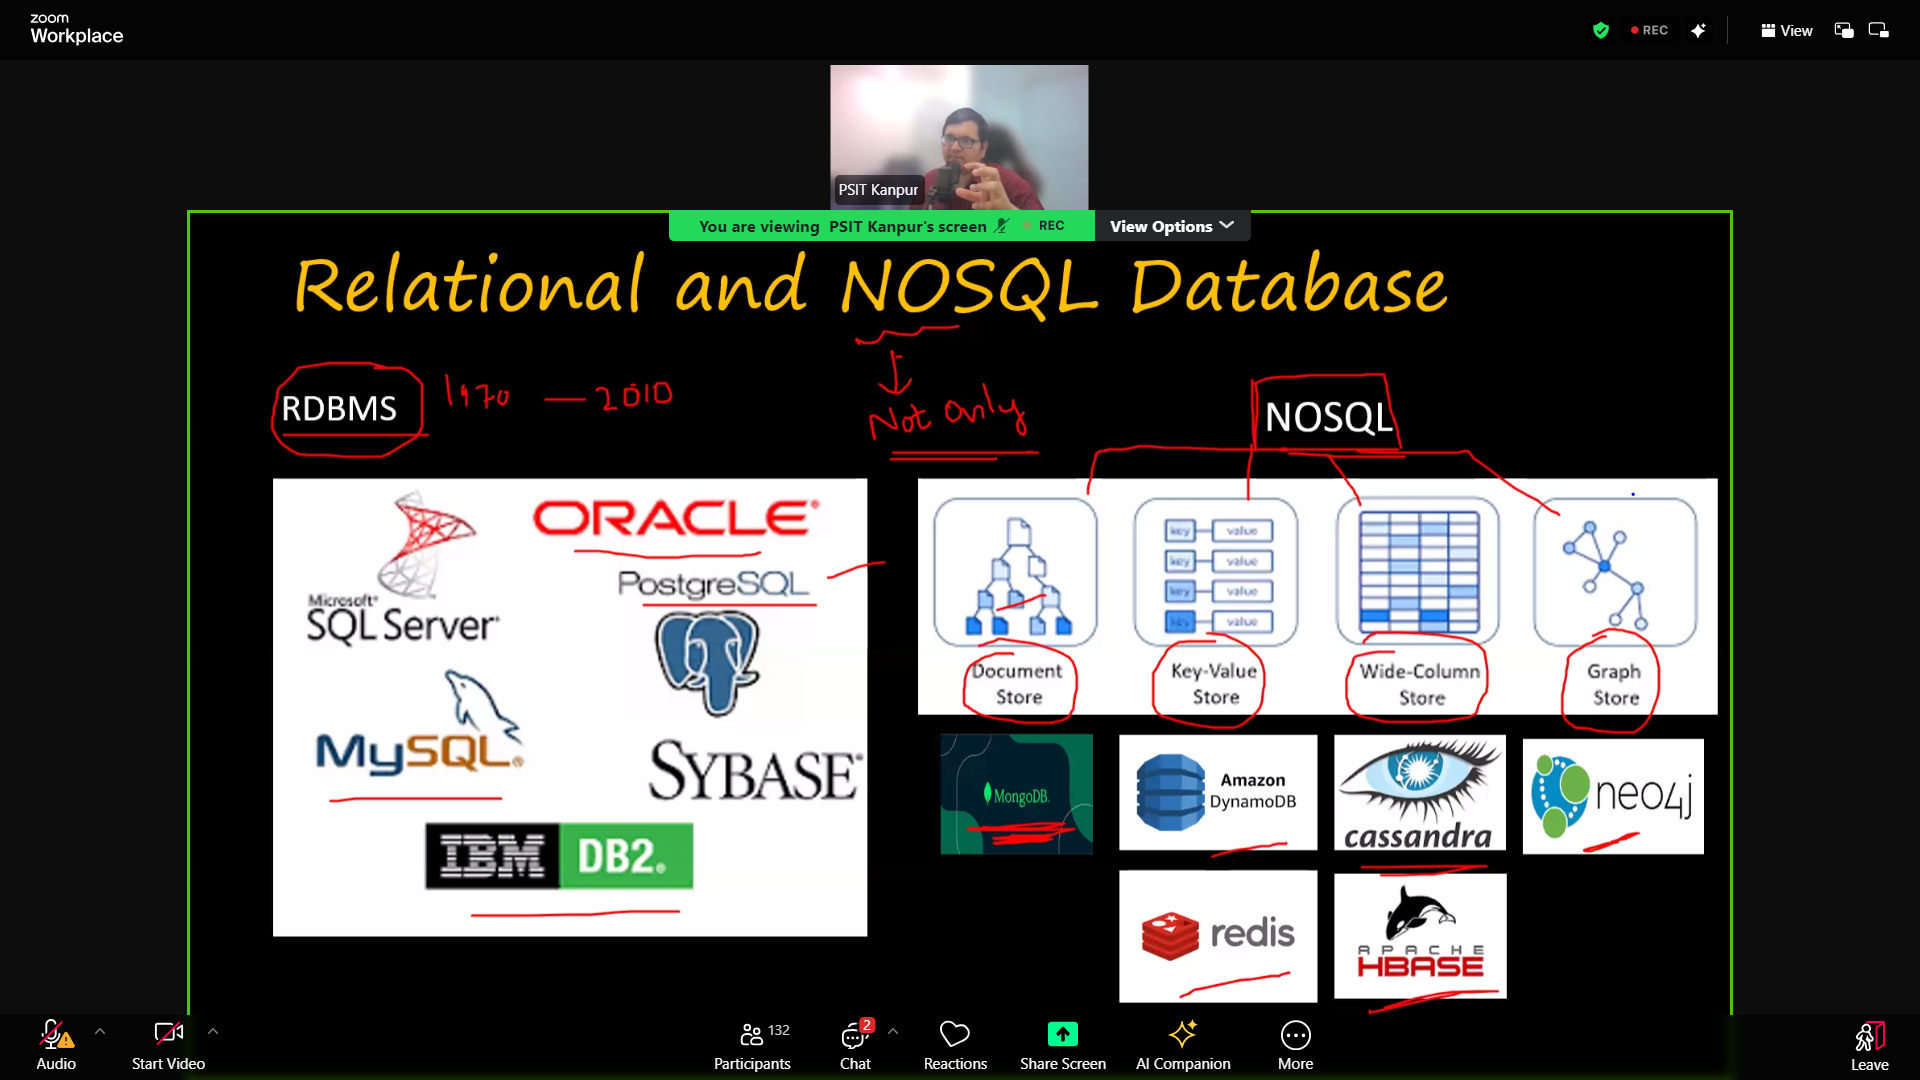 zoom
Workplace
REC
View
PSIT Kanpur
You are viewing PSIT Kanpur's screen REC View Options
Relational and NOSQL Database
RDBMS 1970 — 2010
Not Only
NOSQL
Microsoft®
SQL Server®
ORACLE®
PostgreSQL
MySQL®
SYBASE®
IBM DB2®
key value
key value
key value
key value
Document Store
Key-Value Store
Wide-Column Store
Graph Store
MongoDB.
Amazon
DynamoDB
cassandra
neo4j
redis
APACHE
HBASE
Audio
Start Video
132
Participants
2
Chat
Reactions
Share Screen
AI Companion
More
Leave